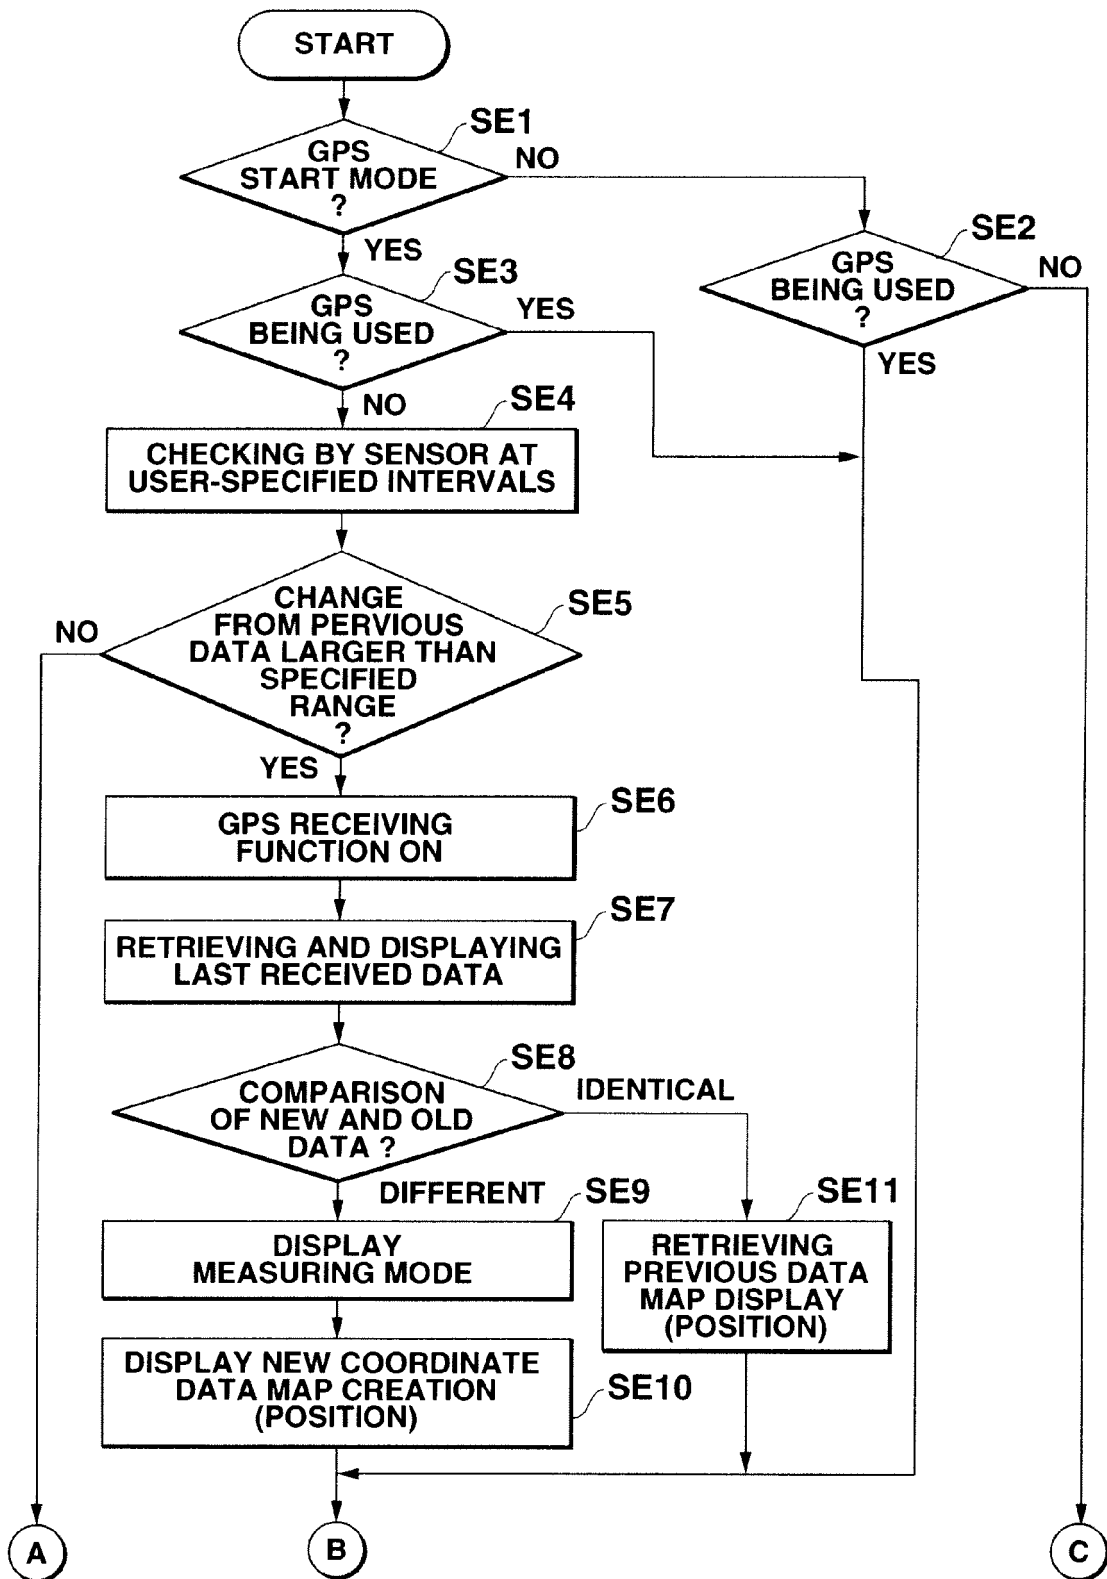 START
SE1
GPS
START MODE
?
NO
YES
SE2
GPS
BEING USED
?
NO
YES
SE3
GPS
BEING USED
?
YES
NO
SE4
CHECKING BY SENSOR AT
USER-SPECIFIED INTERVALS
SE5
CHANGE
FROM PERVIOUS
DATA LARGER THAN
SPECIFIED
RANGE
?
NO
YES
SE6
GPS RECEIVING
FUNCTION ON
SE7
RETRIEVING AND DISPLAYING
LAST RECEIVED DATA
SE8
COMPARISON
OF NEW AND OLD
DATA ?
IDENTICAL
DIFFERENT
SE9
DISPLAY
MEASURING MODE
SE11
RETRIEVING
PREVIOUS DATA
MAP DISPLAY
(POSITION)
DISPLAY NEW COORDINATE
DATA MAP CREATION
(POSITION)
SE10
A
B
C